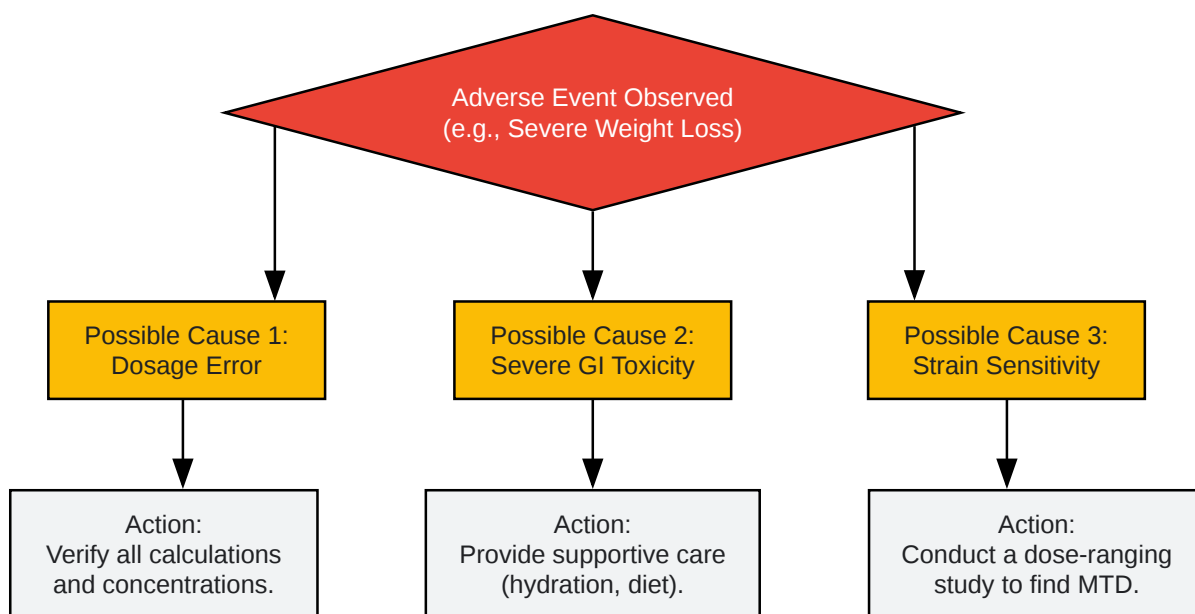 Adverse Event Observed
(e.g., Severe Weight Loss)
Possible Cause 1:
Dosage Error
Possible Cause 2:
Severe GI Toxicity
Possible Cause 3:
Strain Sensitivity
Action:
Verify all calculations
and concentrations.
Action:
Provide supportive care
(hydration, diet).
Action:
Conduct a dose-ranging
study to find MTD.